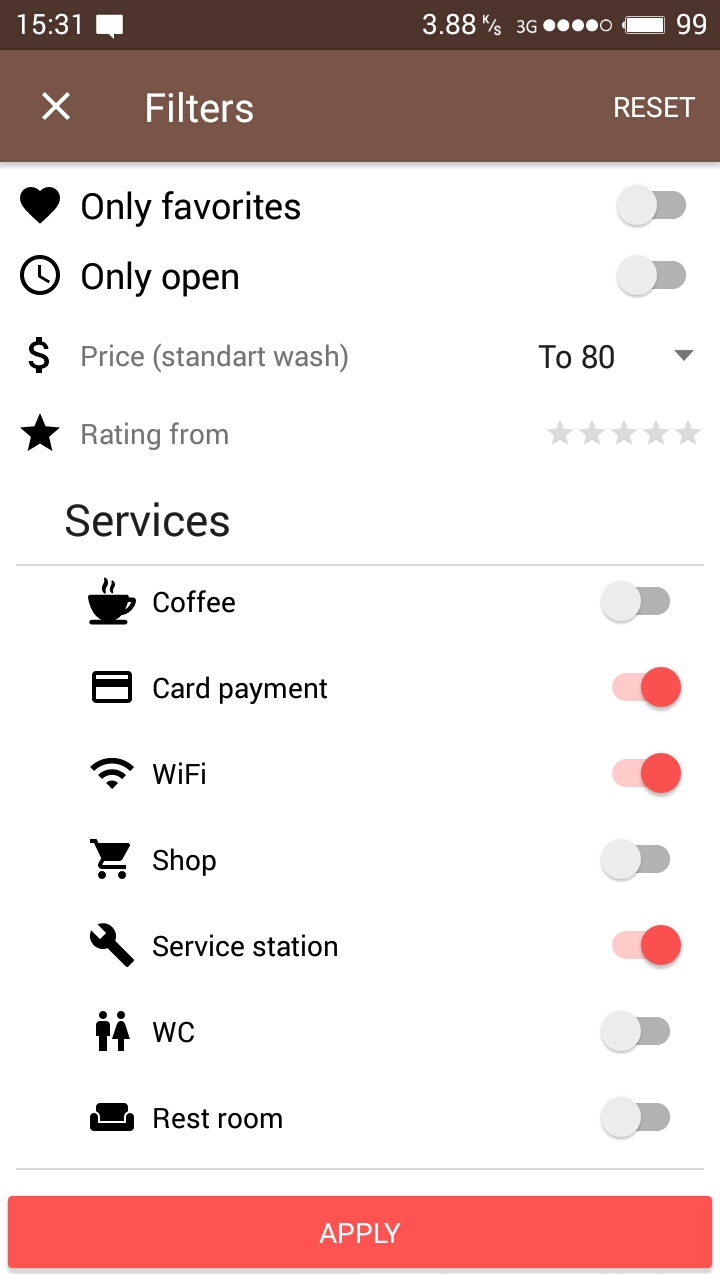 15:31 3.88 K/s 3G 99
Filters RESET
Only favorites
Only open
Price (standart wash) To 80
Rating from
Services
Coffee
Card payment
WiFi
Shop
Service station
WC
Rest room
APPLY